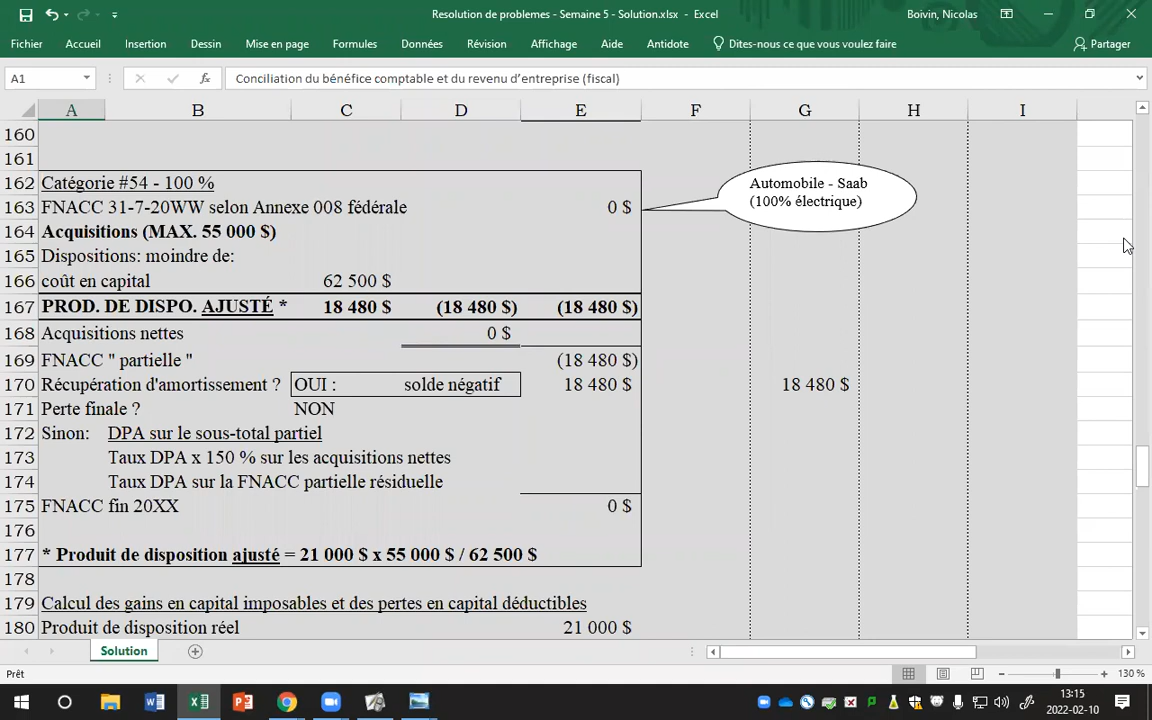 Resolution de problemes - Semaine 5 - Solution.xlsx - Excel
Boivin, Nicolas
Fichier Accueil Insertion Dessin Mise en page Formules Données Révision Affichage Aide Antidote Dites-nous ce que vous voulez faire Partager
A1 fx Conciliation du bénéfice comptable et du revenu d'entreprise (fiscal)
A B C D E F G H I
160
161
162 Catégorie #54 - 100 %
163 FNACC 31-7-20WW selon Annexe 008 fédérale 0 $
Automobile - Saab
(100% électrique)
164 Acquisitions (MAX. 55 000 $)
165 Dispositions: moindre de:
166 coût en capital 62 500 $
167 PROD. DE DISPO. AJUSTÉ * 18 480 $ (18 480 $) (18 480 $)
168 Acquisitions nettes 0 $
169 FNACC " partielle " (18 480 $)
170 Récupération d'amortissement ? OUI : solde négatif 18 480 $ 18 480 $
171 Perte finale ? NON
172 Sinon: DPA sur le sous-total partiel
173 Taux DPA x 150 % sur les acquisitions nettes
174 Taux DPA sur la FNACC partielle résiduelle
175 FNACC fin 20XX 0 $
176
177 * Produit de disposition ajusté = 21 000 $ x 55 000 $ / 62 500 $
178
179 Calcul des gains en capital imposables et des pertes en capital déductibles
180 Produit de disposition réel 21 000 $
Solution
Prêt
130 %
13:15
2022-02-10